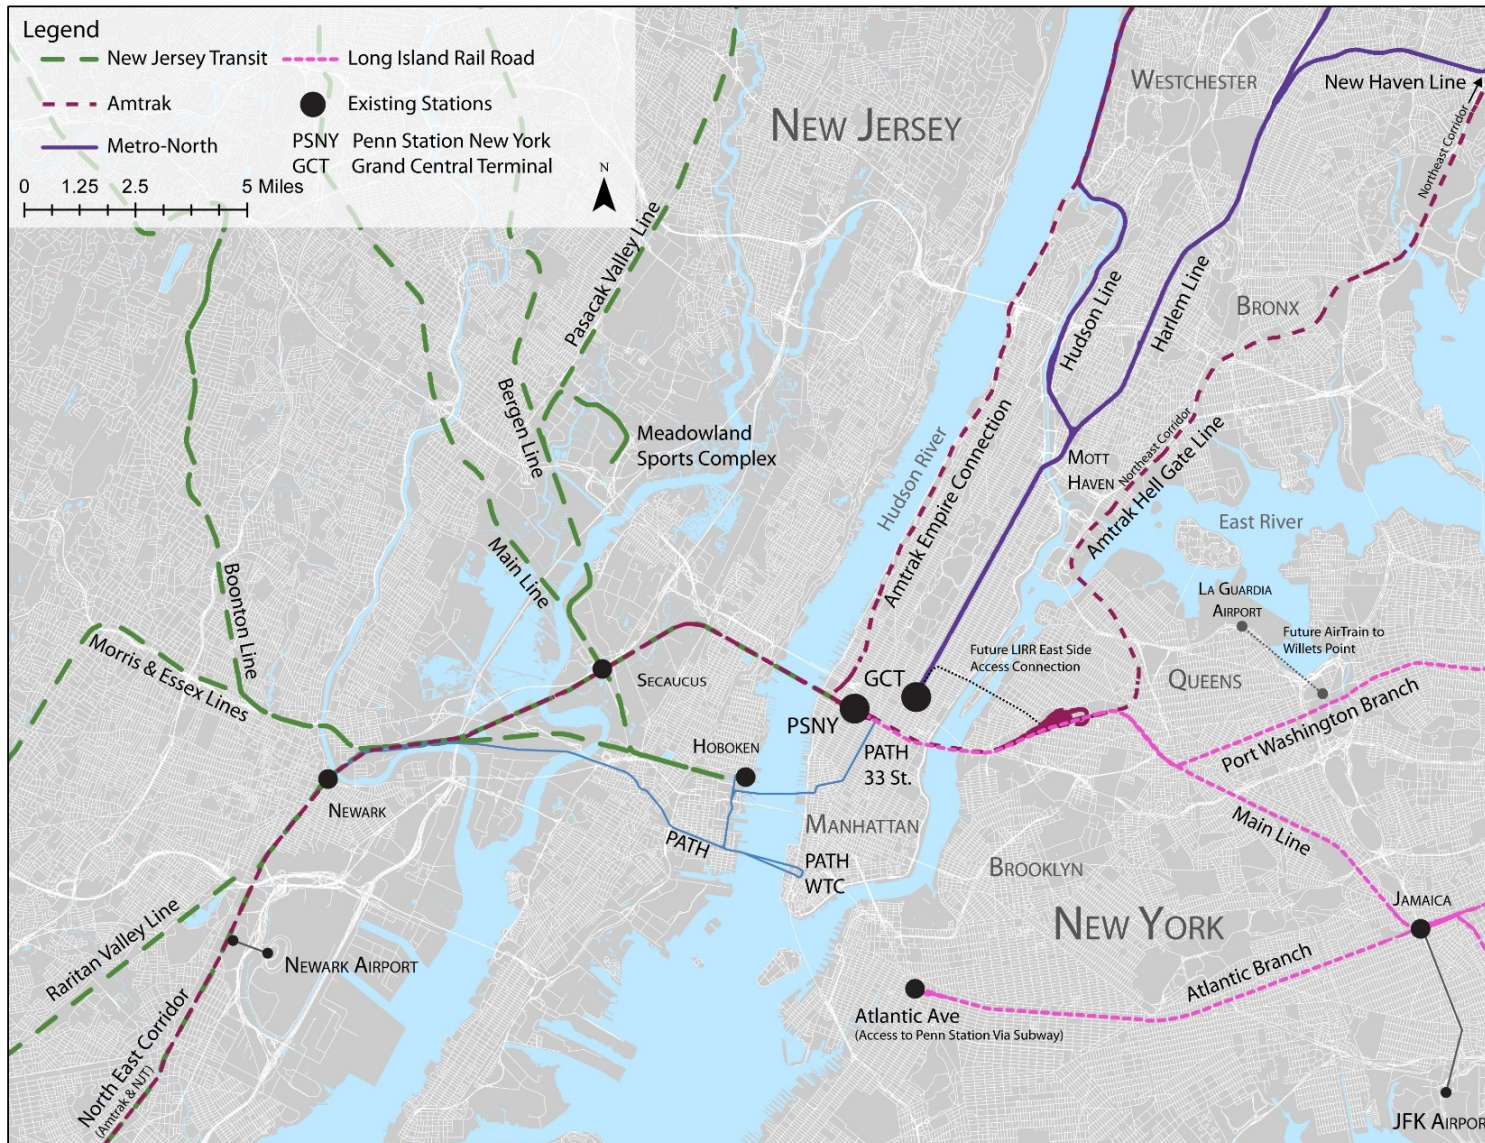 Legend
New Jersey Transit
Long Island Rail Road
Amtrak
Existing Stations
Metro-North
PSNY Penn Station New York
GCT Grand Central Terminal
0 1.25 2.5 5 Miles
N
NEW JERSEY
WESTCHESTER
New Haven Line
Northeast Corridor
Pasacak Valley Line
Hudson Line
Harlem Line
BRONX
Bergen Line
Meadowland
Sports Complex
Hudson River
Amtrak Empire Connection
MOTT
HAVEN
Northeast Corridor
Amtrak Hell Gate Line
East River
Main Line
Boonton Line
Morris & Essex Lines
LA GUARDIA
AIRPORT
Future AirTrain to
Willets Point
Future LIRR East Side
Access Connection
SECAUCUS
GCT
QUEENS
PSNY
Port Washington Branch
HOBOKEN
PATH
33 St.
NEWARK
MANHATTAN
Main Line
PATH
PATH
WTC
BROOKLYN
JAMAICA
NEW YORK
Raritan Valley Line
NEWARK AIRPORT
Atlantic Branch
Atlantic Ave
(Access to Penn Station Via Subway)
North East Corridor
(Amtrak & NJT)
JFK AIRPOR